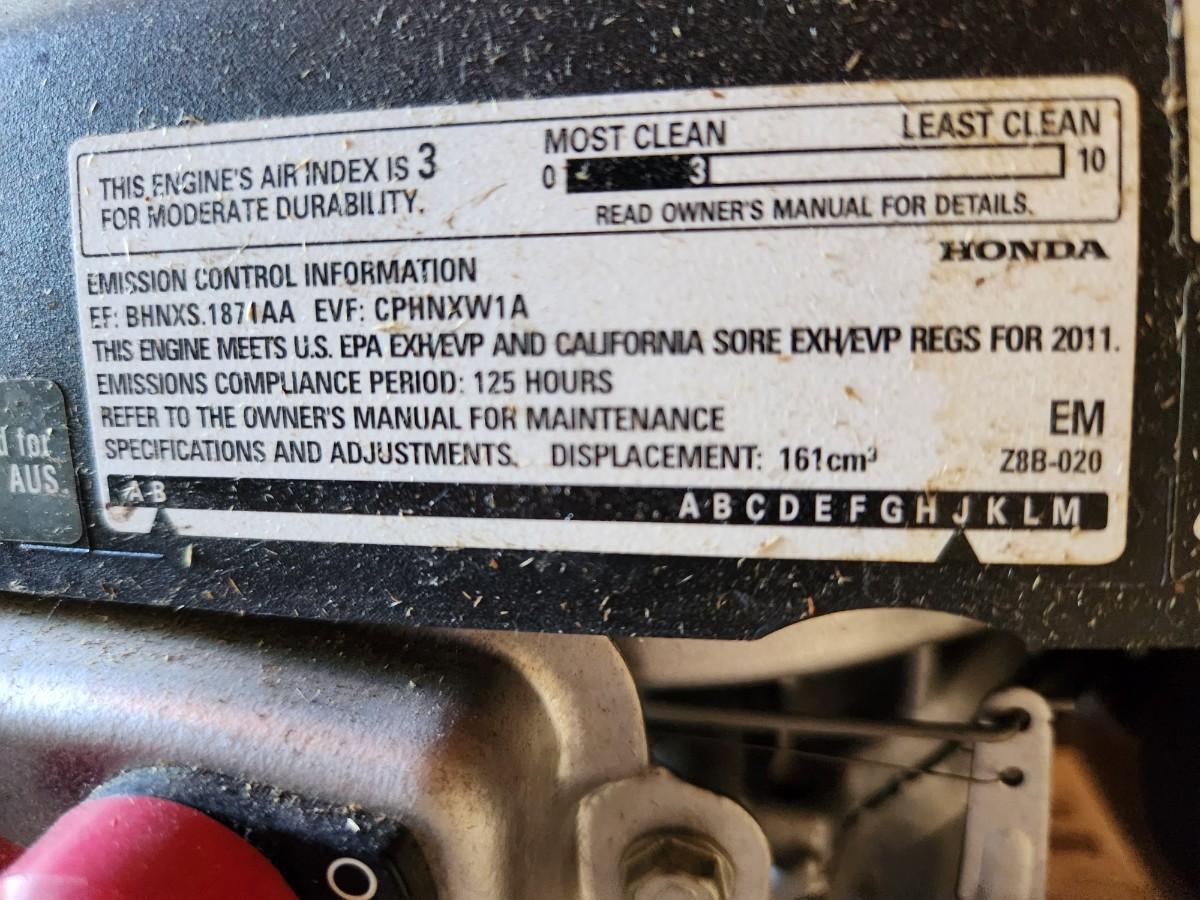 THIS ENGINE'S AIR INDEX IS 3
FOR MODERATE DURABILITY.
MOST CLEAN LEAST CLEAN
0 3 10
READ OWNER'S MANUAL FOR DETAILS.
HONDA
EMISSION CONTROL INFORMATION
EF: BHNXS.1871AA EVF: CPHNXW1A
THIS ENGINE MEETS U.S. EPA EXH/EVP AND CALIFORNIA SORE EXH/EVP REGS FOR 2011.
EMISSIONS COMPLIANCE PERIOD: 125 HOURS
REFER TO THE OWNER'S MANUAL FOR MAINTENANCE EM
SPECIFICATIONS AND ADJUSTMENTS. DISPLACEMENT: 161cm³ Z8B-020
A B A B C D E F G H J K L M
for
AUS.
O